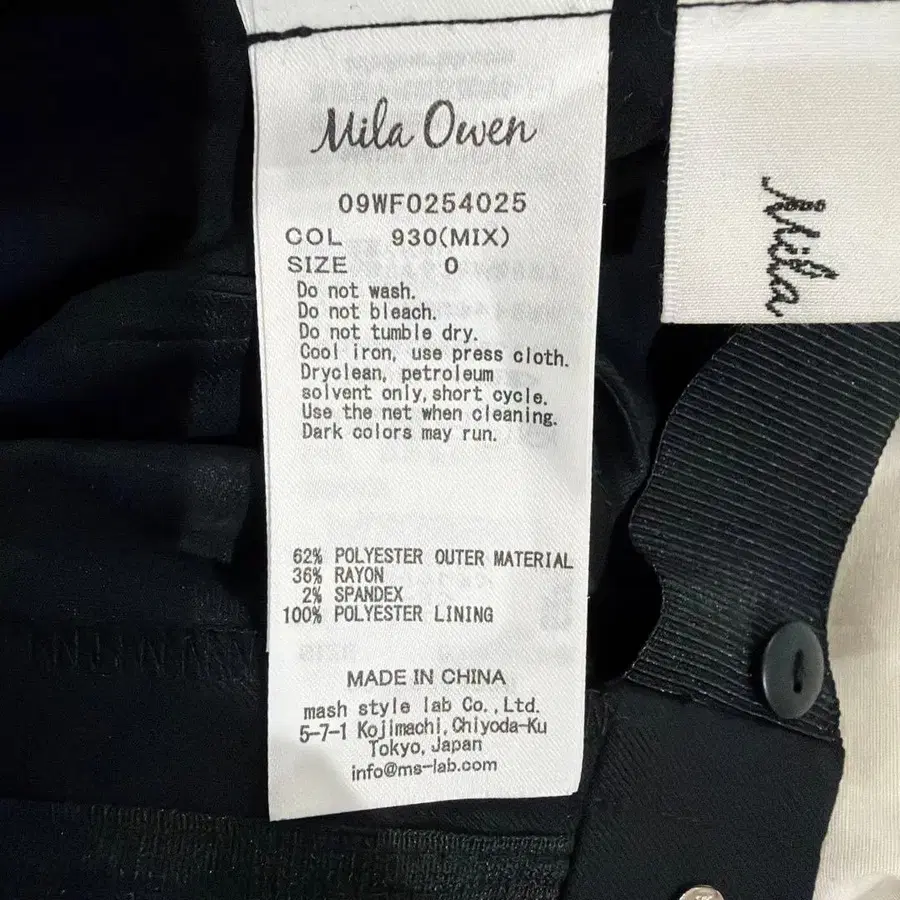 Mila Owen
09WF0254025
COL 930(MIX)
SIZE 0
Do not wash.
Do not bleach.
Do not tumble dry.
Cool iron, use press cloth.
Dryclean, petroleum
solvent only, short cycle.
Use the net when cleaning.
Dark colors may run.
62% POLYESTER OUTER MATERIAL
36% RAYON
2% SPANDEX
100% POLYESTER LINING
MADE IN CHINA
mash style lab Co., Ltd.
5-7-1 Kojimachi, Chiyoda-Ku
Tokyo, Japan
info@ms-lab.com
Mila